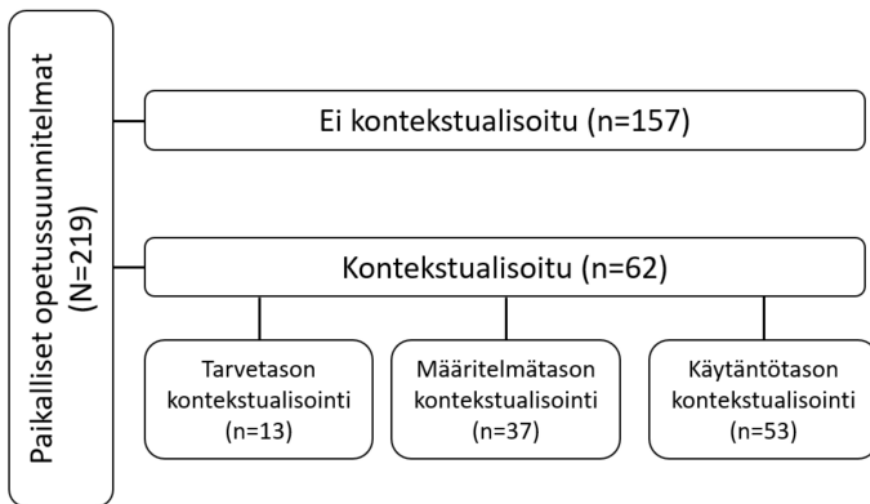 Paikalliset opetussuunnitelmat
(N=219)
Ei kontekstualisoitu (n=157)
Kontekstualisoitu (n=62)
Tarvetason
kontekstualisointi
(n=13)
Määritelmätason
kontekstualisointi
(n=37)
Käytäntötason
kontekstualisointi
(n=53)